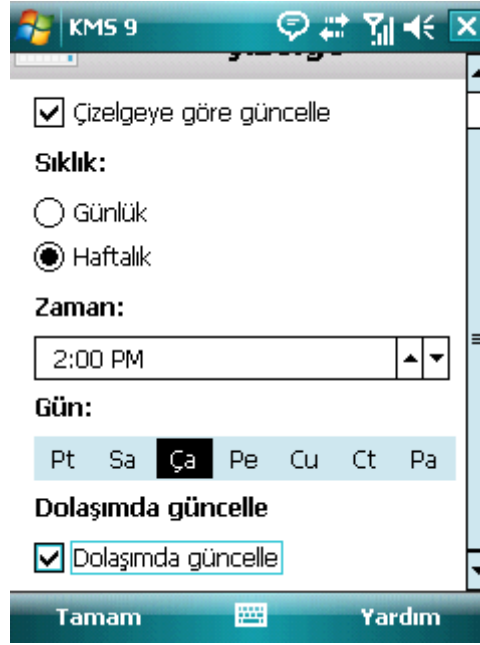 KMS 9
Çizelgeye göre güncelle
Sıklık:
Günlük
Haftalık
Zaman:
2:00 PM
Gün:
Pt Sa Ça Pe Cu Ct Pa
Dolaşımda güncelle
Dolaşımda güncelle
Tamam Yardım